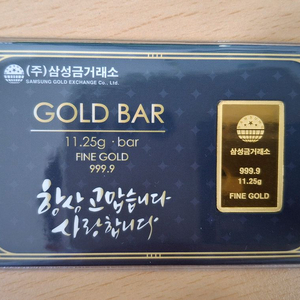 (주)삼성금거래소
SAMSUNG GOLD EXCHANGE Co., Ltd.
GOLD BAR
11.25g · bar
FINE GOLD
999.9
항상 고맙습니다
사랑합니다
삼성금거래소
999.9
11.25g
FINE GOLD